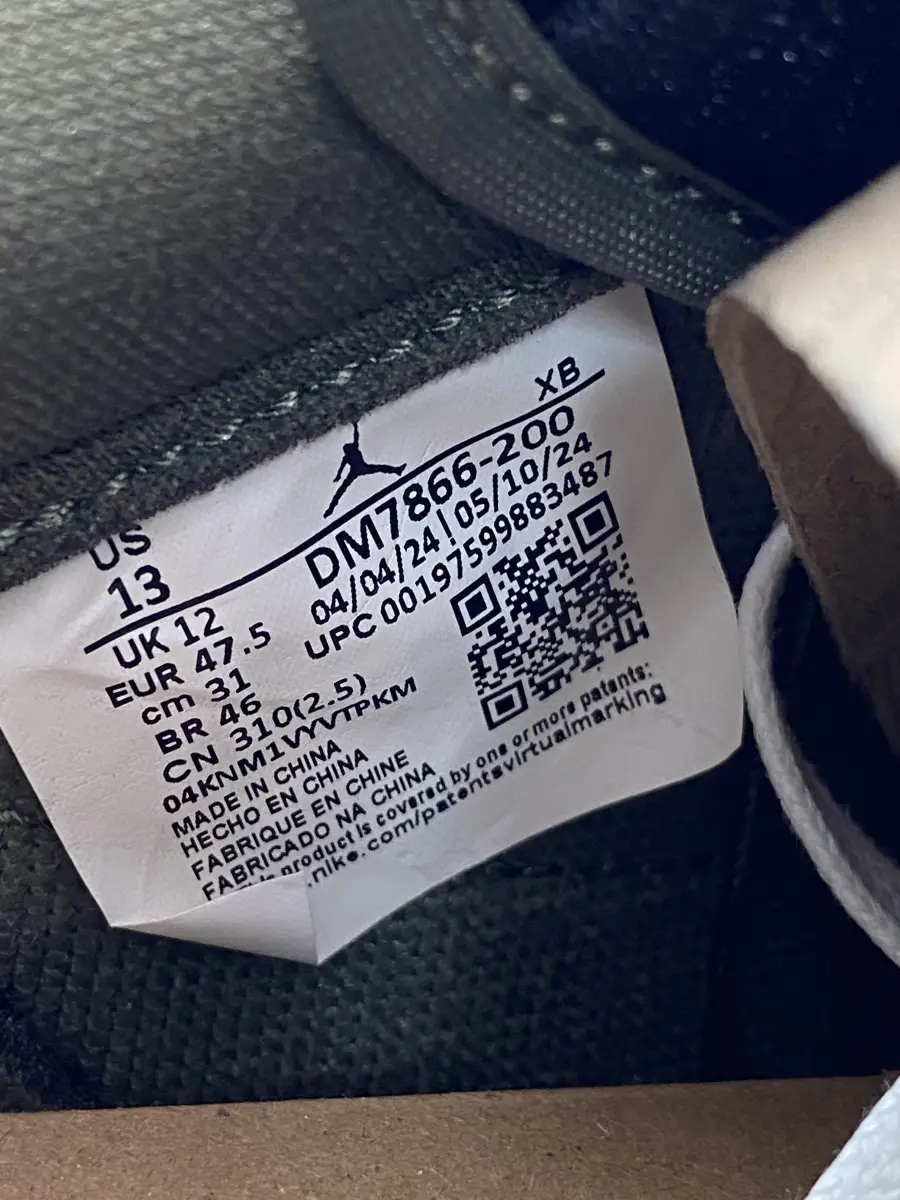 US
13
XB
DM7866-200
04/04/24|05/10/24
UPC 00197599883487
UK 12
EUR 47.5
cm 31
BR 46
CN 310(2.5)
04KNM1VYVTPKM
MADE IN CHINA
HECHO EN CHINA
FABRIQUE EN CHINE
FABRICADO NA CHINA
product is covered by one or more patents:
.nike.com/patentsvirtualmarking